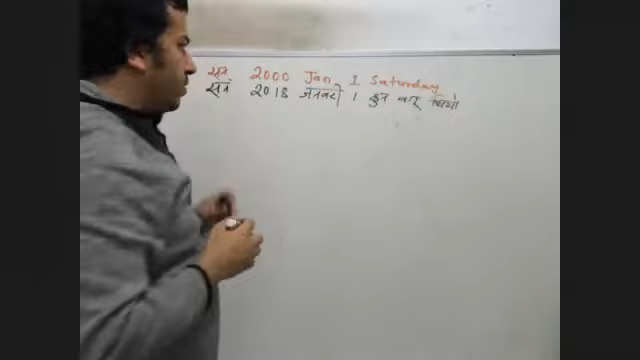 सन् 2000 Jan, 1 Saturday
सन् 2018 जनवरी 1 कुन वार थियो